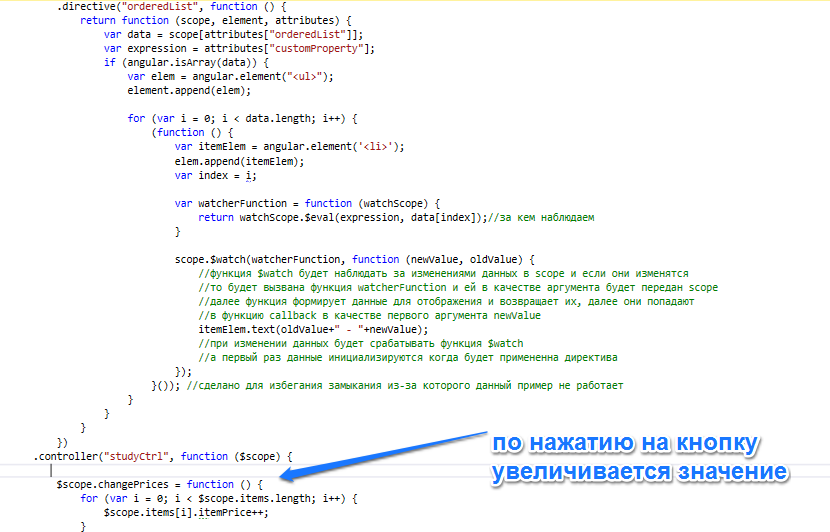 .directive("orderedList", function () {
return function (scope, element, attributes) {
var data = scope[attributes["orderedList"]];
var expression = attributes["customProperty"];
if (angular.isArray(data)) {
var elem = angular.element("<ul>");
element.append(elem);
for (var i = 0; i < data.length; i++) {
(function () {
var itemElem = angular.element('<li>');
elem.append(itemElem);
var index = i;
var watcherFunction = function (watchScope) {
return watchScope.$eval(expression, data[index]);//за кем наблюдаем
}
scope.$watch(watcherFunction, function (newValue, oldValue) {
//функция $watch будет наблюдать за изменениями данных в scope и если они изменятся
//то будет вызвана функция watcherFunction и ей в качестве аргумента будет передан scope
//далее функция формирует данные для отображения и возвращает их, далее они попадают
//в функцию callback в качестве первого аргумента newValue
itemElem.text(oldValue+" - "+newValue);
//при изменении данных будет срабатывать функция $watch
//а первый раз данные инициализируются когда будет примененна директива
});
}()); //сделано для избегания замыкания из-за которого данный пример не работает
}
}
}
})
.controller("studyCtrl", function ($scope) {
$scope.changePrices = function () {
for (var i = 0; i < $scope.items.length; i++) {
$scope.items[i].itemPrice++;
}
по нажатию на кнопку
увеличивается значение